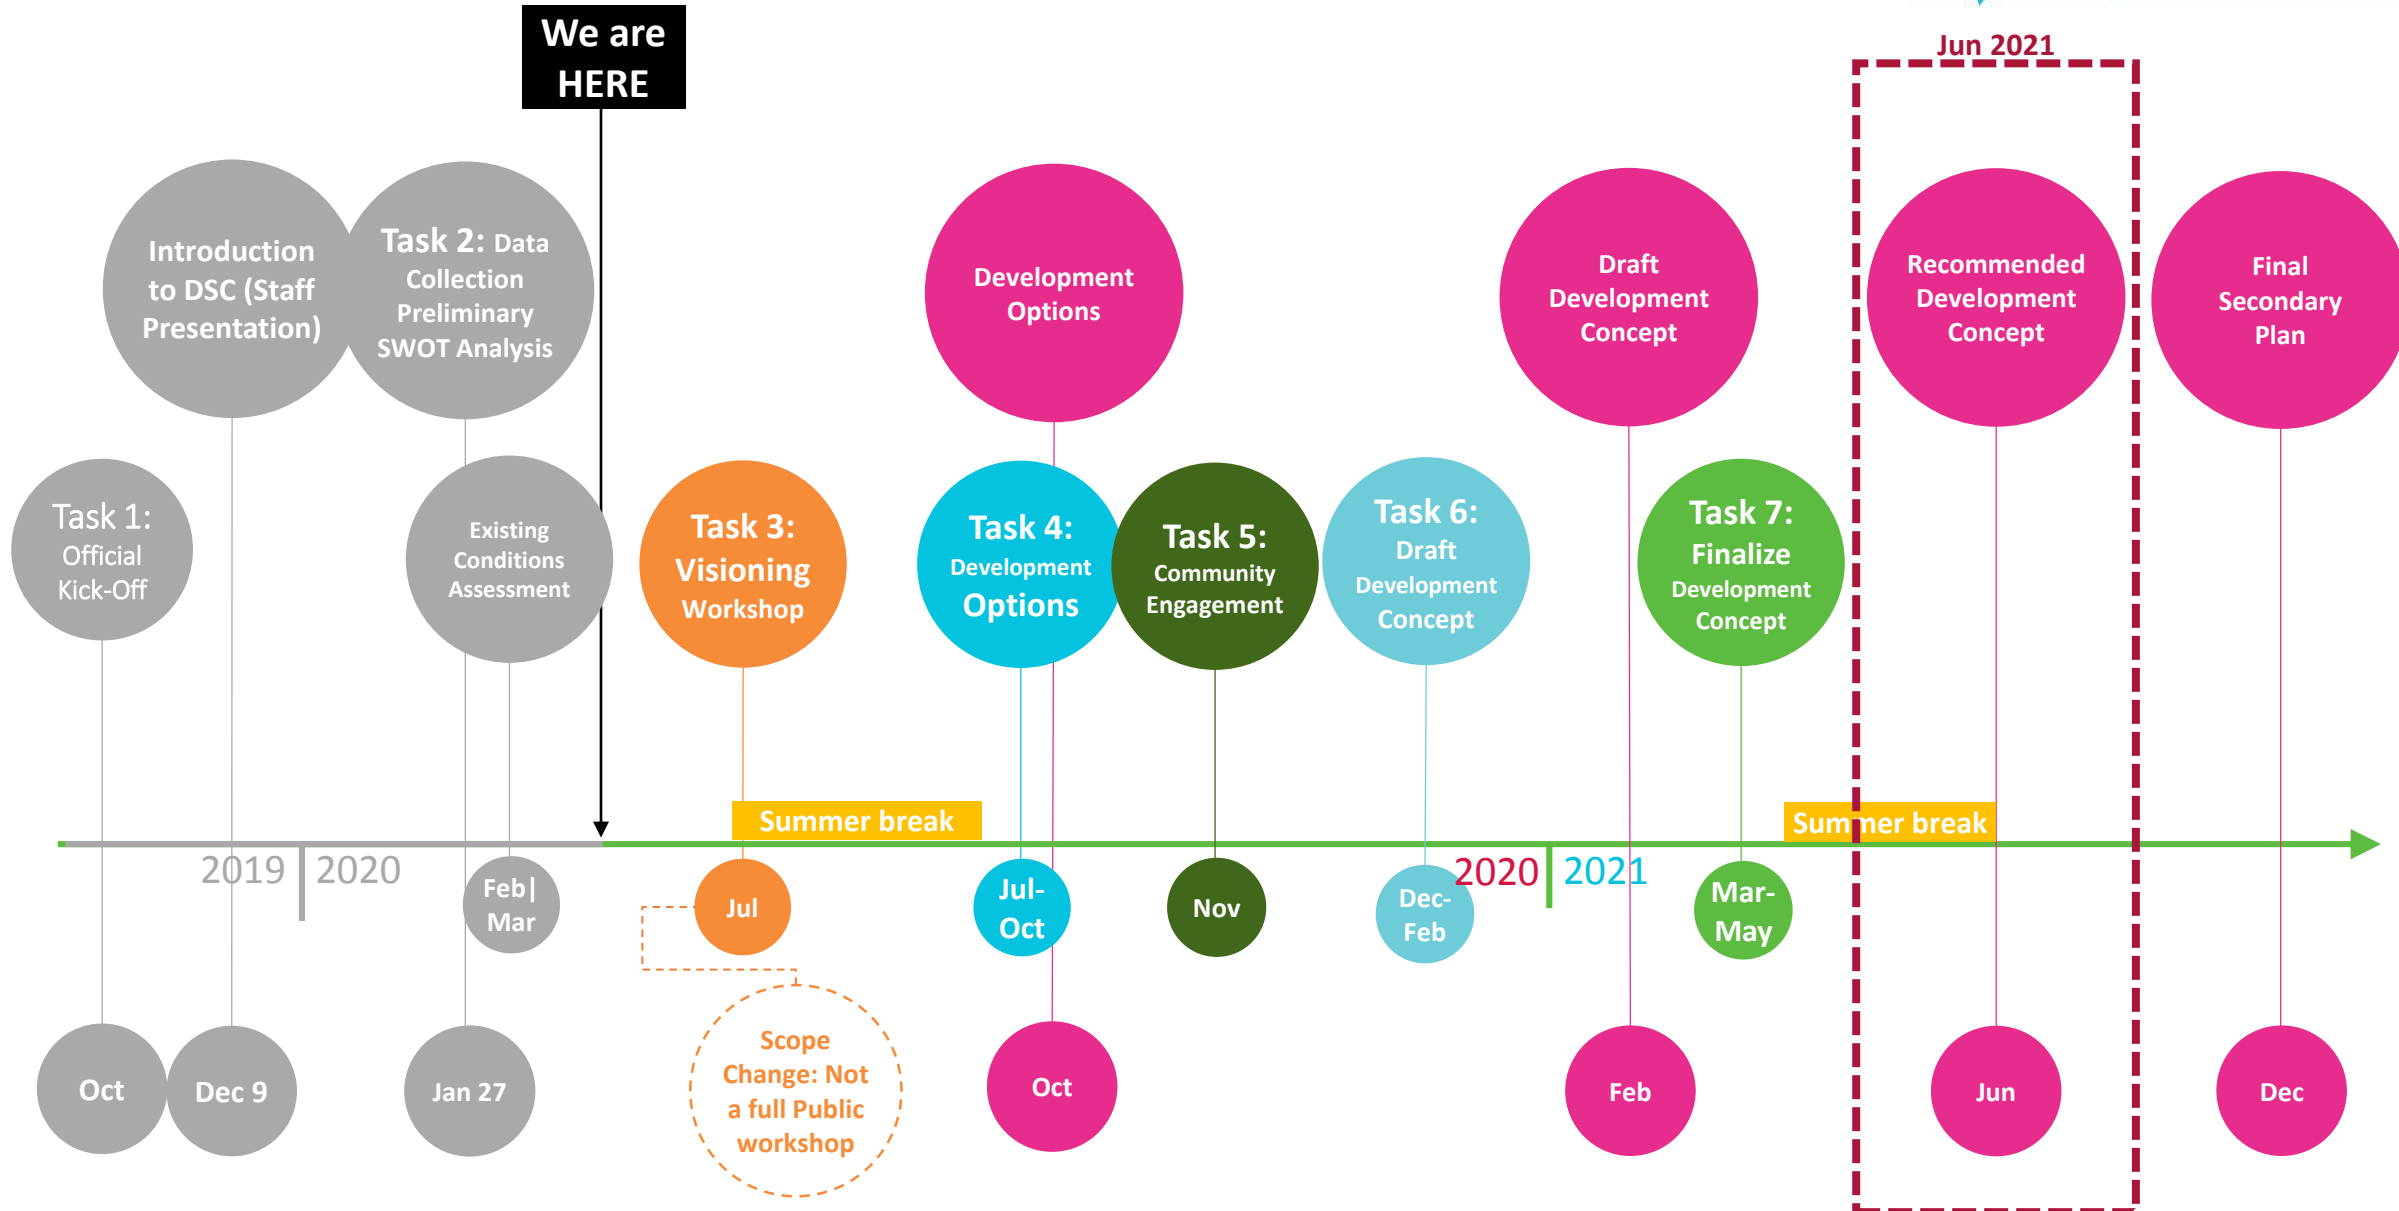 We are
HERE
Jun 2021
Introduction
to DSC (Staff
Presentation)
Task 2: Data
Collection
Preliminary
SWOT Analysis
Development
Options
Draft
Development
Concept
Recommended
Development
Concept
Final
Secondary
Plan
Task 1:
Official
Kick-Off
Existing
Conditions
Assessment
Task 3:
Visioning
Workshop
Task 4:
Development
Options
Task 5:
Community
Engagement
Task 6:
Draft
Development
Concept
Task 7:
Finalize
Development
Concept
Summer break
Summer break
2019
2020
2020
2021
Feb|
Mar
Jul
Jul-
Oct
Nov
Dec-
Feb
Mar-
May
Scope
Change: Not
a full Public
workshop
Oct
Dec 9
Jan 27
Oct
Feb
Jun
Dec